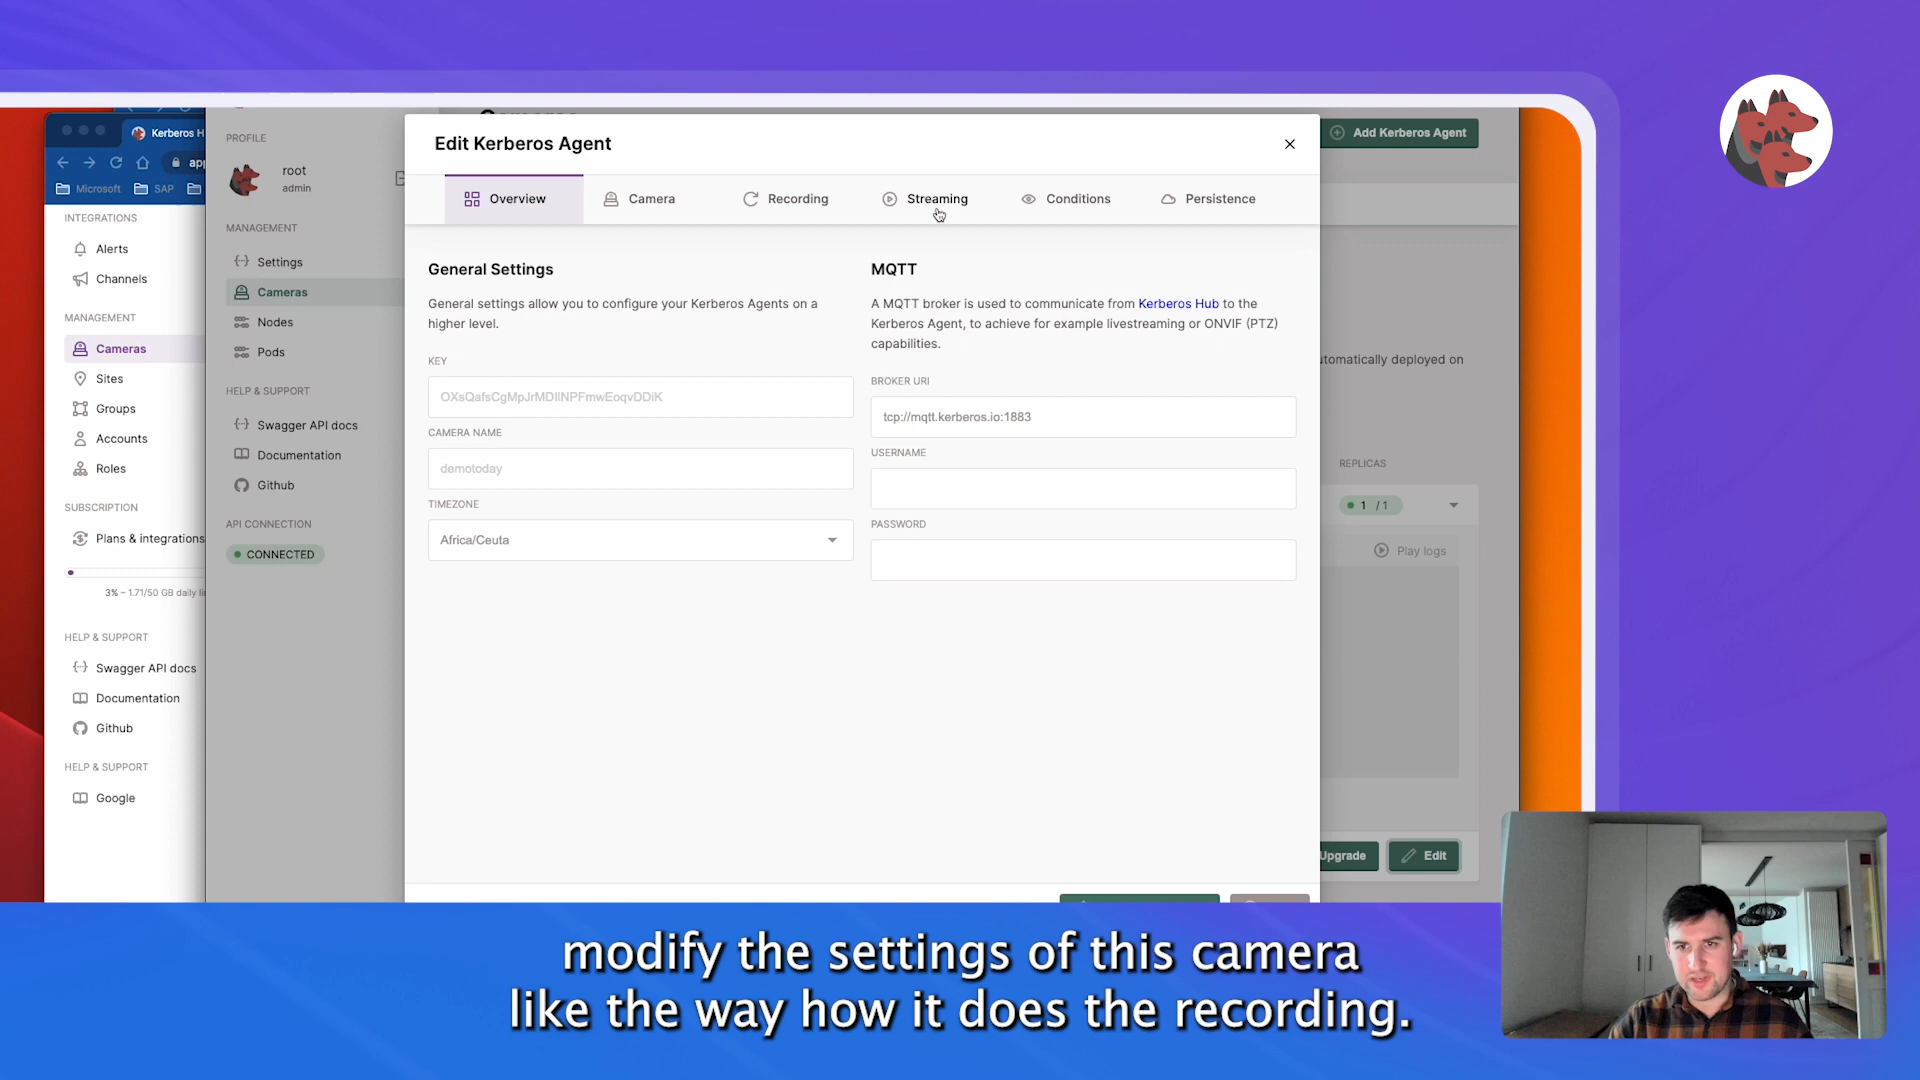 Kerberos H
app
Microsoft
SAP
INTEGRATIONS
Alerts
Channels
MANAGEMENT
Cameras
Sites
Groups
Accounts
Roles
SUBSCRIPTION
Plans & integrations
3% – 1.71/50 GB daily li
HELP & SUPPORT
Swagger API docs
Documentation
Github
HELP & SUPPORT
Google
PROFILE
root
admin
MANAGEMENT
Settings
Cameras
Nodes
Pods
HELP & SUPPORT
Swagger API docs
Documentation
Github
API CONNECTION
CONNECTED
Edit Kerberos Agent
Overview
Camera
Recording
Streaming
Conditions
Persistence
General Settings
General settings allow you to configure your Kerberos Agents on a
higher level.
KEY
CAMERA NAME
demotoday
TIMEZONE
Africa/Ceuta
MQTT
A MQTT broker is used to communicate from Kerberos Hub to the
Kerberos Agent, to achieve for example livestreaming or ONVIF (PTZ)
capabilities.
BROKER URI
tcp://mqtt.kerberos.io:1883
USERNAME
PASSWORD
Add Kerberos Agent
utomatically deployed on
REPLICAS
1 / 1
Play logs
Upgrade
Edit
modify the settings of this camera
like the way how it does the recording.